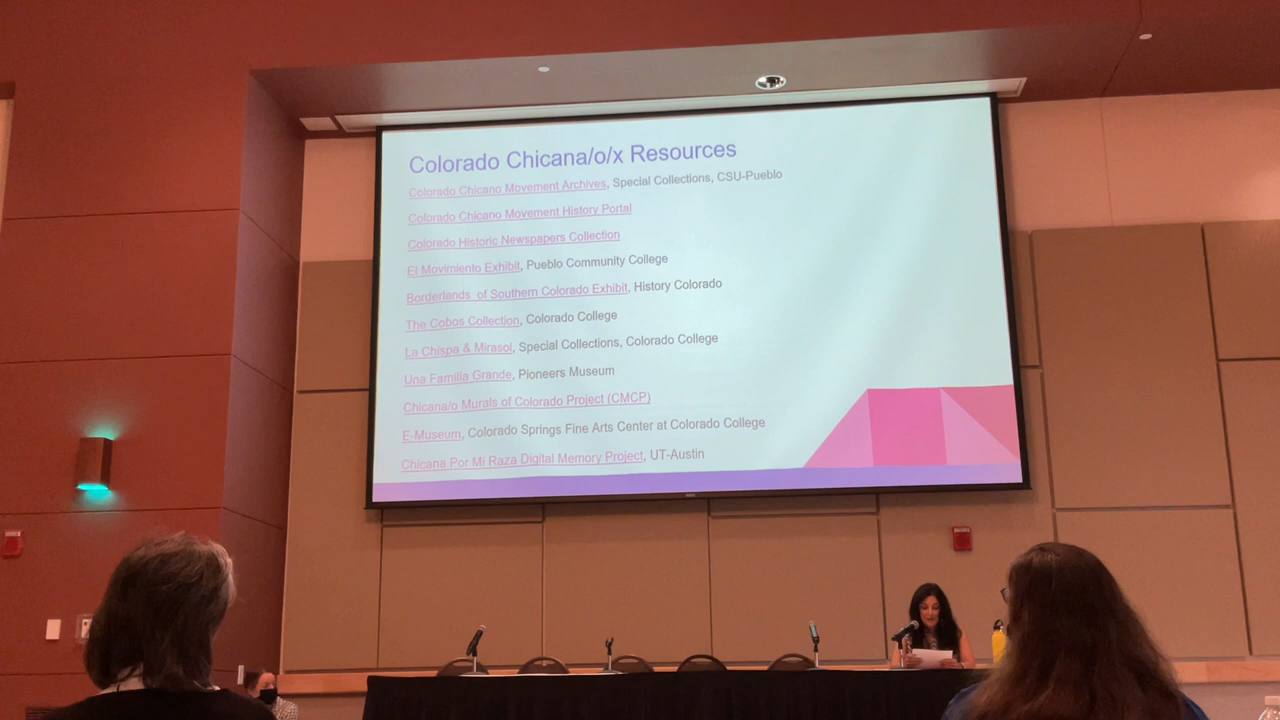 Colorado Chicana/o/x Resources
Colorado Chicano Movement Archives, Special Collections, CSU-Pueblo
Colorado Chicano Movement History Portal
Colorado Historic Newspapers Collection
El Movimiento Exhibit, Pueblo Community College
Borderlands of Southern Colorado Exhibit, History Colorado
The Cobos Collection, Colorado College
La Chispa & Mirasol, Special Collections, Colorado College
Una Familia Grande, Pioneers Museum
Chicana/o Murals of Colorado Project (CMCP)
E-Museum, Colorado Springs Fine Arts Center at Colorado College
Chicana Por Mi Raza Digital Memory Project, UT-Austin